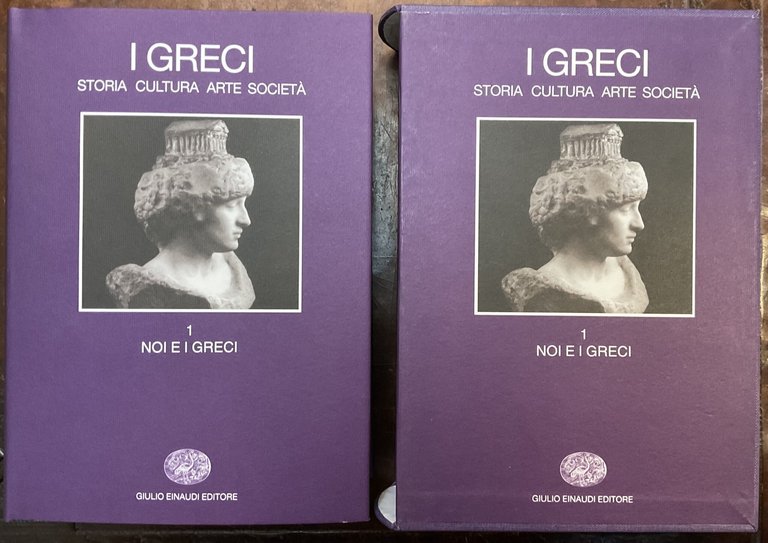 I GRECI
STORIA CULTURA ARTE SOCIETÀ
1
NOI E I GRECI
GIULIO EINAUDI EDITORE
I GRECI
STORIA CULTURA ARTE SOCIETÀ
1
NOI E I GRECI
GIULIO EINAUDI EDITORE